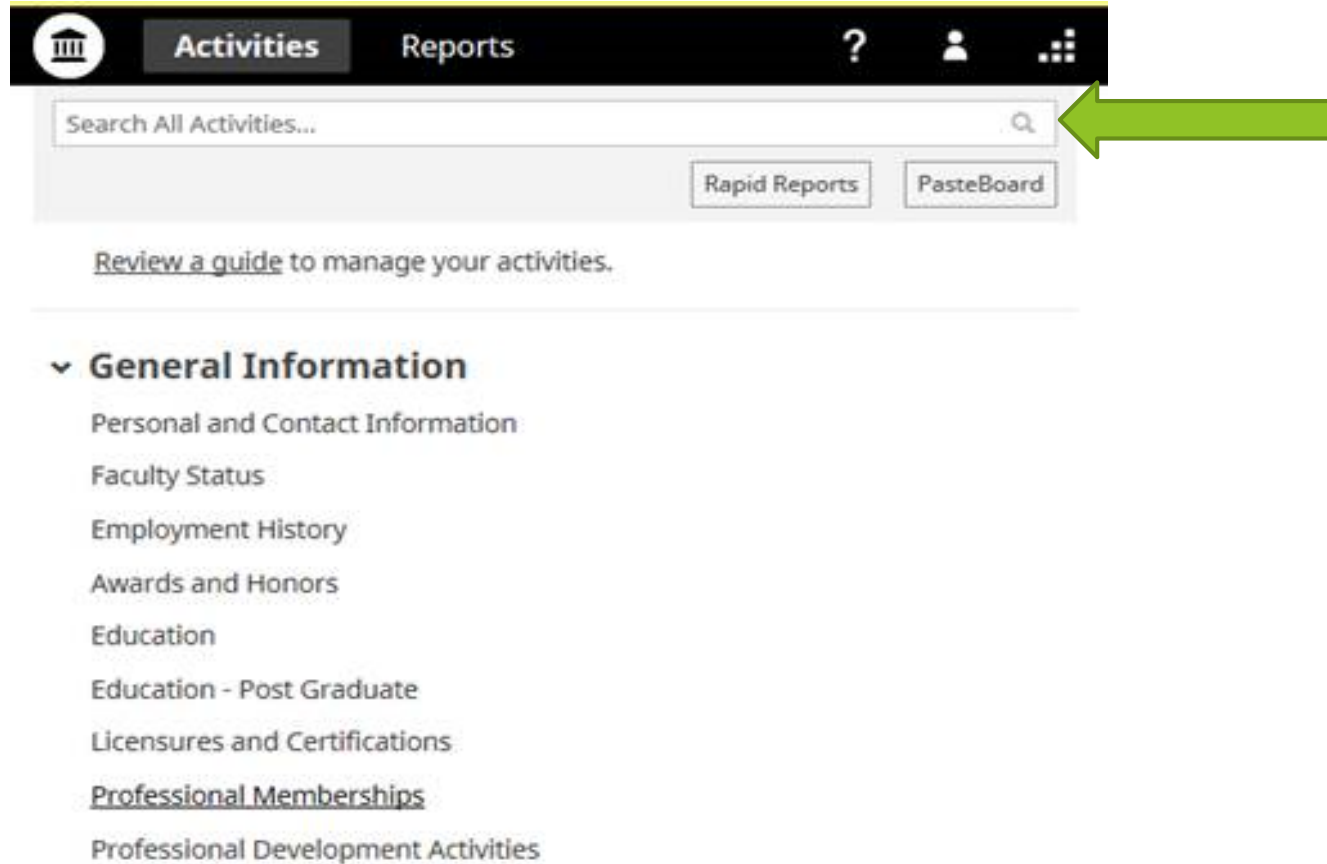 Activities Reports ?
Search All Activities...
Rapid Reports PasteBoard
Review a guide to manage your activities.
General Information
Personal and Contact Information
Faculty Status
Employment History
Awards and Honors
Education
Education - Post Graduate
Licensures and Certifications
Professional Memberships
Professional Development Activities